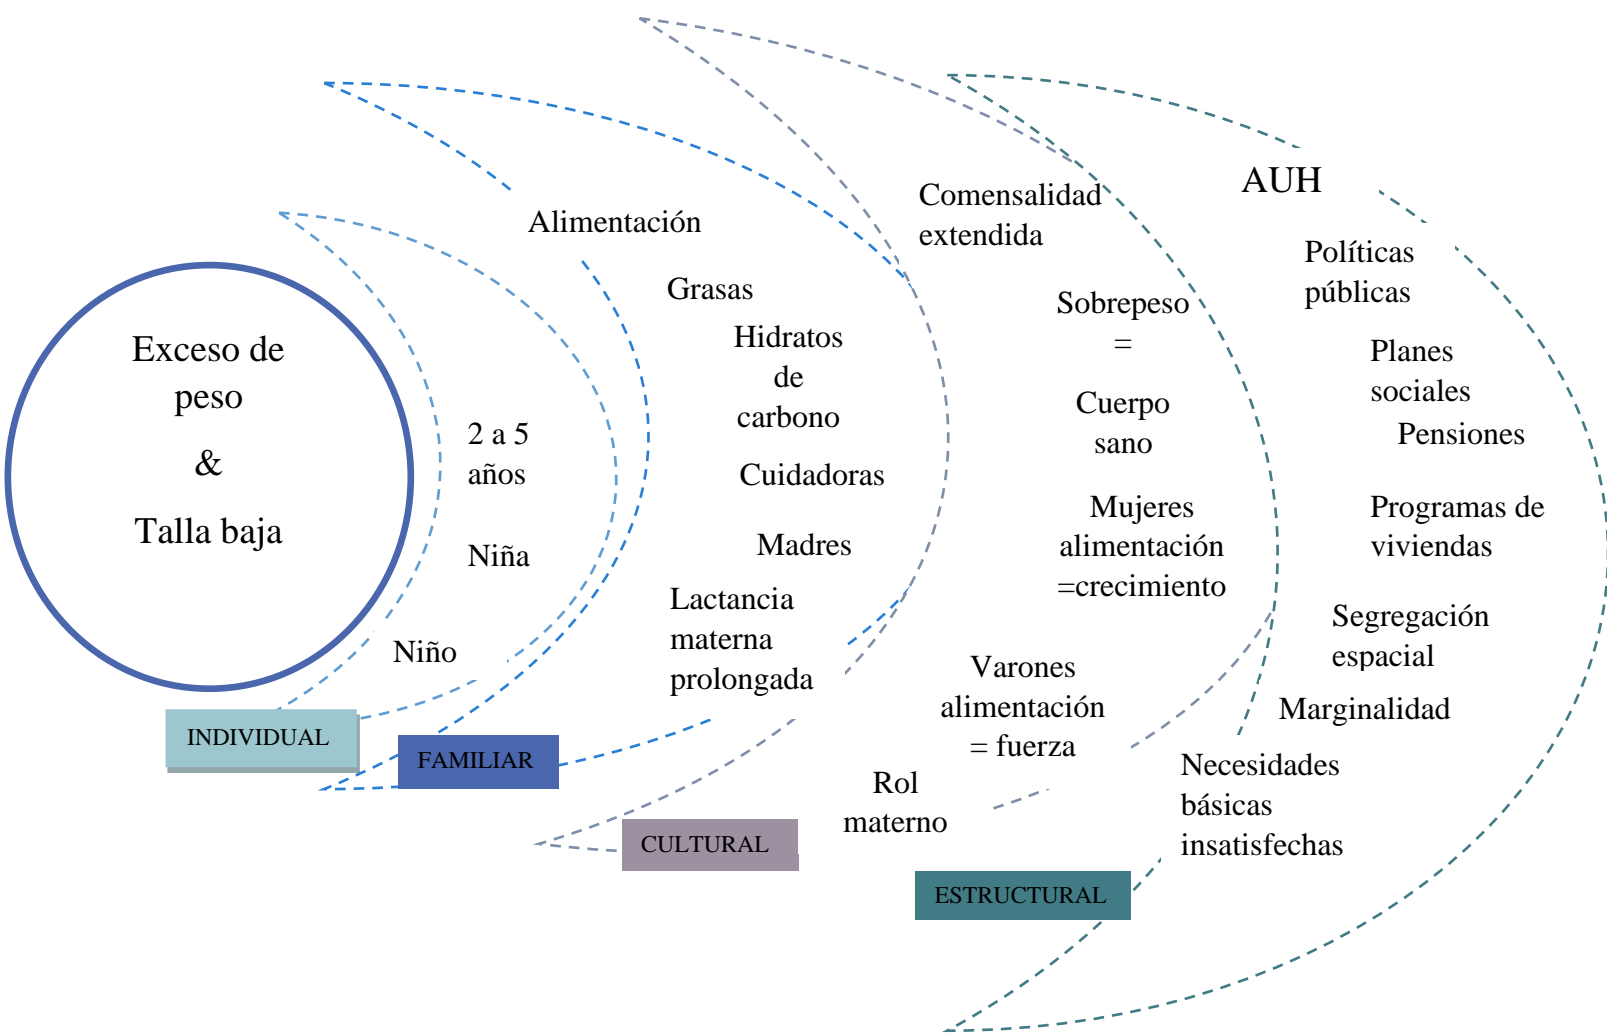 Exceso de
peso
&
Talla baja
2 a 5
años
Niña
Niño
INDIVIDUAL
Alimentación
Grasas
Hidratos
de
carbono
Cuidadoras
Madres
Lactancia
materna
prolongada
FAMILIAR
Comensalidad
extendida
Sobrepeso
=
Cuerpo
sano
Mujeres
alimentación
=crecimiento
Varones
alimentación
= fuerza
Rol
materno
CULTURAL
AUH
Políticas
públicas
Planes
sociales
Pensiones
Programas de
viviendas
Segregación
espacial
Marginalidad
Necesidades
básicas
insatisfechas
ESTRUCTURAL